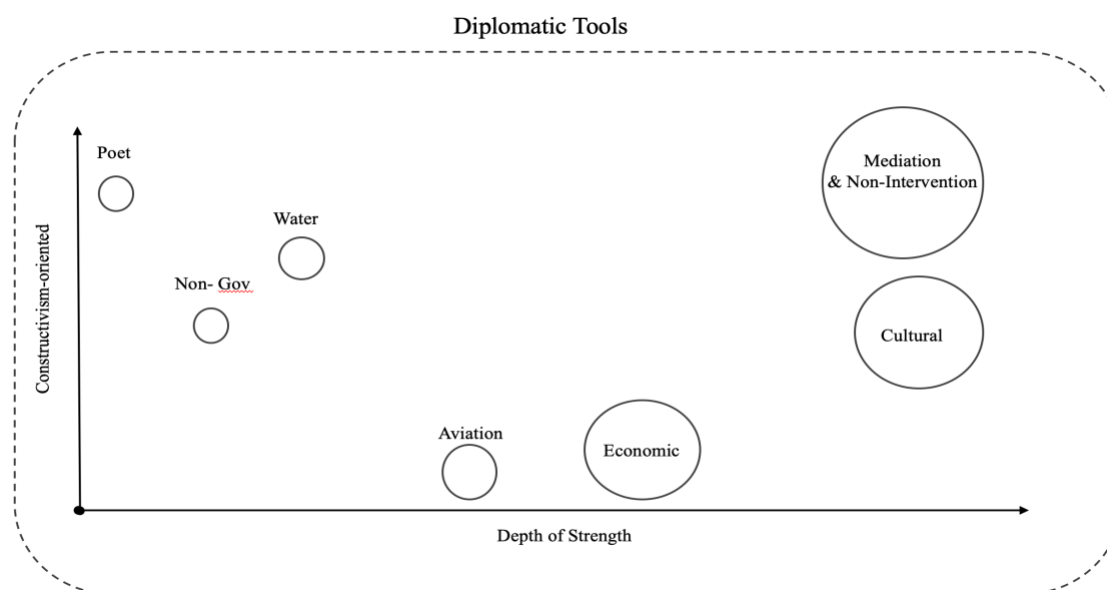 Diplomatic Tools
Poet
Mediation
& Non-Intervention
Water
Constructivism-oriented
Non- Gov
Cultural
Aviation
Economic
Depth of Strength